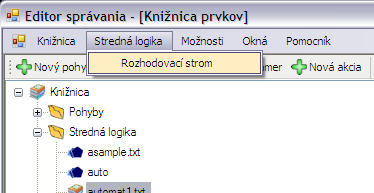 Editor správania - [Knižnica prvkov]
Knižnica Stredná logika Možnosti Okná Pomocník
Rozhodovací strom
Nový pohy Nová akcia
Knižnica
Pohyby
Stredná logika
asample.txt
auto
automat1.txt